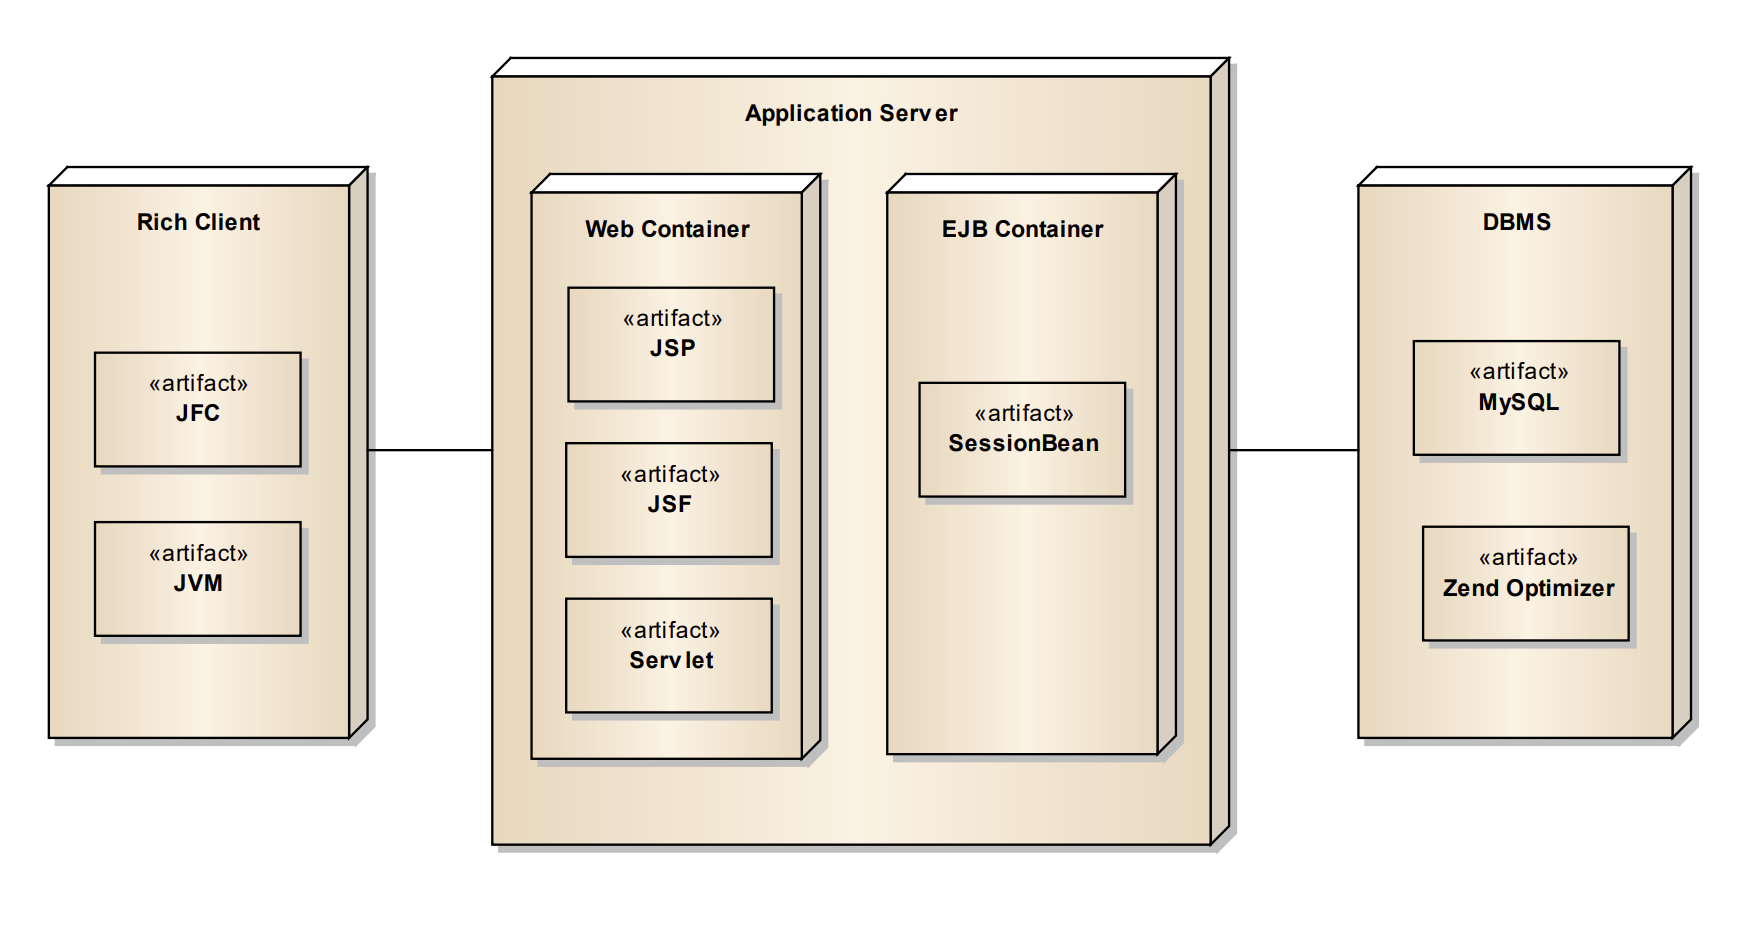 Application Server
Rich Client
«artifact»
JFC
«artifact»
JVM
Web Container
«artifact»
JSP
«artifact»
JSF
«artifact»
Servlet
EJB Container
«artifact»
SessionBean
DBMS
«artifact»
MySQL
«artifact»
Zend Optimizer